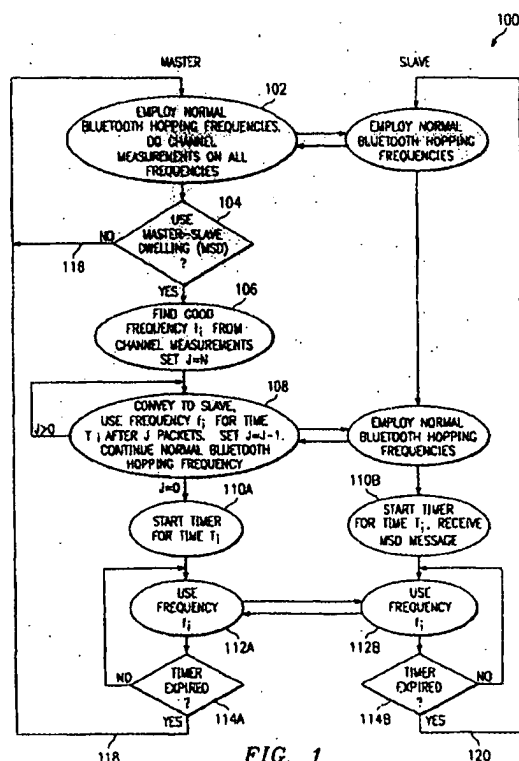 100
MASTER
SLAVE
102
EMPLOY NORMAL
BLUETOOTH HOPPING FREQUENCIES.
DO CHANNEL
MEASUREMENTS ON ALL
FREQUENCIES
EMPLOY NORMAL
BLUETOOTH HOPPING
FREQUENCIES
104
USE
MASTER-SLAVE
DWELLING (MSD)
?
NO
118
YES
106
FIND GOOD
FREQUENCY fi FROM
CHANNEL MEASUREMENTS
SET J=N
108
CONVEY TO SLAVE,
USE FREQUENCY fi FOR TIME
Ti AFTER J PACKETS. SET J=J-1.
CONTINUE NORMAL BLUETOOTH
HOPPING FREQUENCY
J>0
EMPLOY NORMAL
BLUETOOTH HOPPING
FREQUENCIES
J=0
110A
START TIMER
FOR TIME Ti
110B
START TIMER
FOR TIME Ti, RECEIVE
MSD MESSAGE
USE
FREQUENCY
fi
112A
USE
FREQUENCY
fi
112B
NO
TIMER
EXPIRED
?
114A
YES
118
TIMER
EXPIRED
?
NO
114B
YES
120
FIG. 1